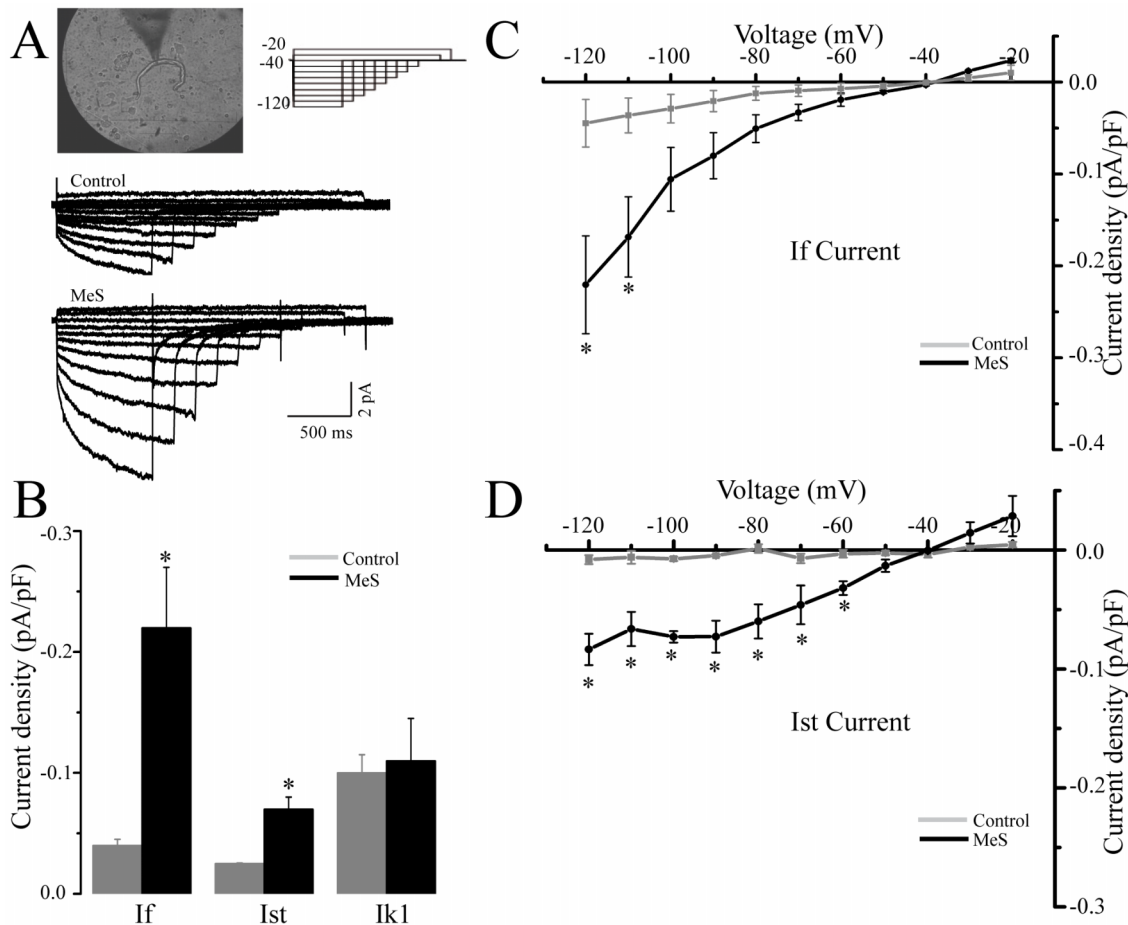 A
-20
-40
-120
Control
MeS
2 pA
500 ms
B
Current density (pA/pF)
-0.3
-0.2
-0.1
0.0
Control
MeS
*
*
If
Ist
Ik1
C
Voltage (mV)
-120
-100
-80
-60
-40
-20
0.0
-0.1
-0.2
-0.3
-0.4
Current density (pA/pF)
*
*
If Current
Control
MeS
D
Voltage (mV)
-120
-100
-80
-60
-40
-20
0.0
-0.1
-0.2
-0.3
Current density (pA/pF)
* * * * * * *
Ist Current
Control
MeS